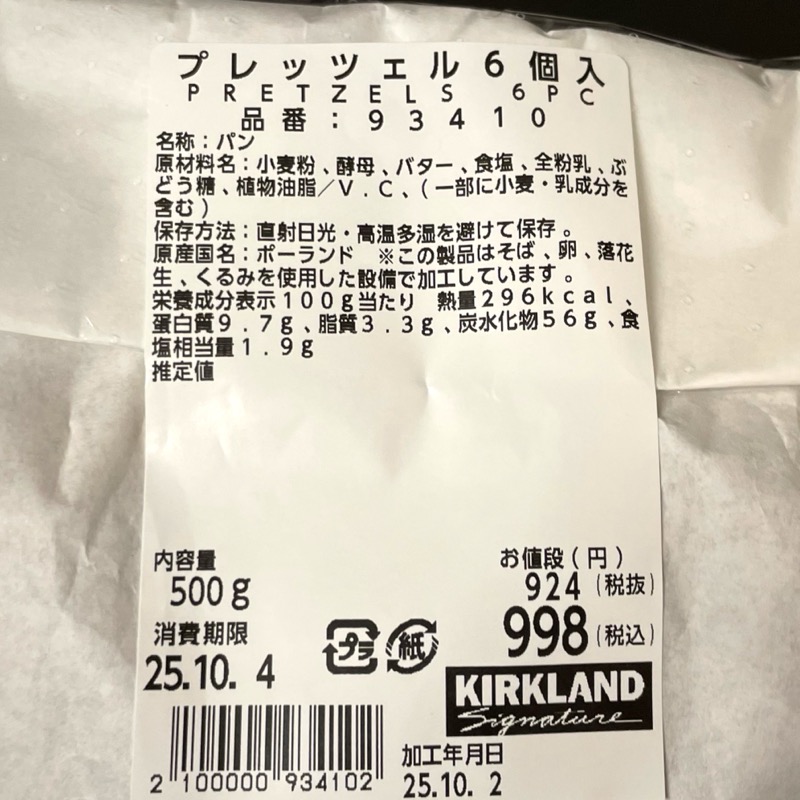 プレッツェル6個入
PRETZELS 6PC
品番:93410
名称:パン
原材料名:小麦粉、酵母、バター、食塩、全粉乳、ぶ
どう糖、植物油脂/V.C、(一部に小麦・乳成分を
含む)
保存方法:直射日光・高温多湿を避けて保存。
原産国名:ポーランド ※この製品はそば、卵、落花
生、くるみを使用した設備で加工しています。
栄養成分表示100g当たり 熱量296kcal、
蛋白質9.7g、脂質3.3g、炭水化物56g、食
塩相当量1.9g
推定値
内容量
500g
お値段(円)
924(税抜)
998(税込)
消費期限
25.10. 4
プラ
紙
KIRKLAND
Signature
加工年月日
25.10. 2
2 100000 934102